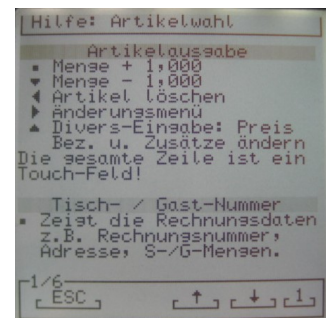 Hilfe: Artikelwahl
Artikelausgabe
▪ Menge + 1,000
▼ Menge - 1,000
◀ Artikel löschen
▶ Änderungsmenü
▲ Divers-Eingabe: Preis
Bez. u. Zusätze ändern
Die gesamte Zeile ist ein
Touch-Feld!
Tisch- / Gast-Nummer
▪ Zeigt die Rechnungsdaten
z.B. Rechnungsnummer,
Adresse, S-/G-Mengen.
1/6
ESC ↑ ↓ 1